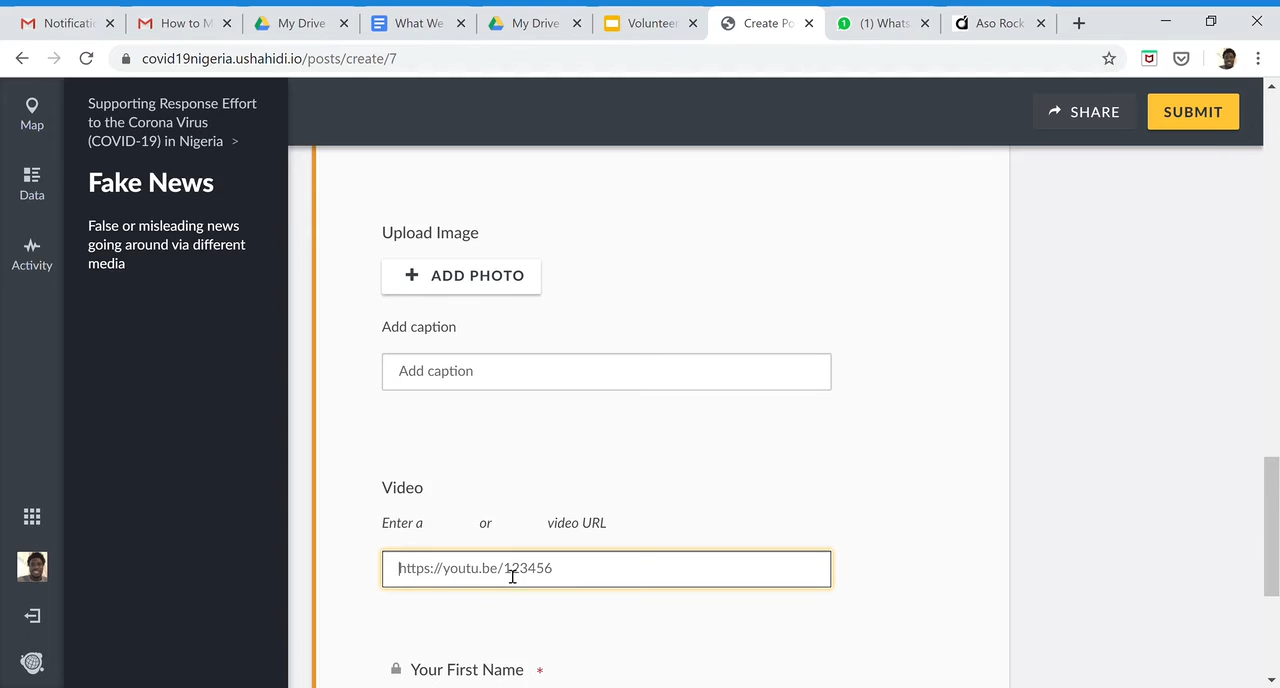 Notificatio
How to M
My Drive
What We
My Drive
Volunteer
Create Po
(1) Whats
Aso Rock
covid19nigeria.ushahidi.io/posts/create/7
Map
Data
Activity
Supporting Response Effort
to the Corona Virus
(COVID-19) in Nigeria >
Fake News
False or misleading news
going around via different
media
SHARE
SUBMIT
Upload Image
+ ADD PHOTO
Add caption
Add caption
Video
Enter a or video URL
https://youtu.be/123456
Your First Name *